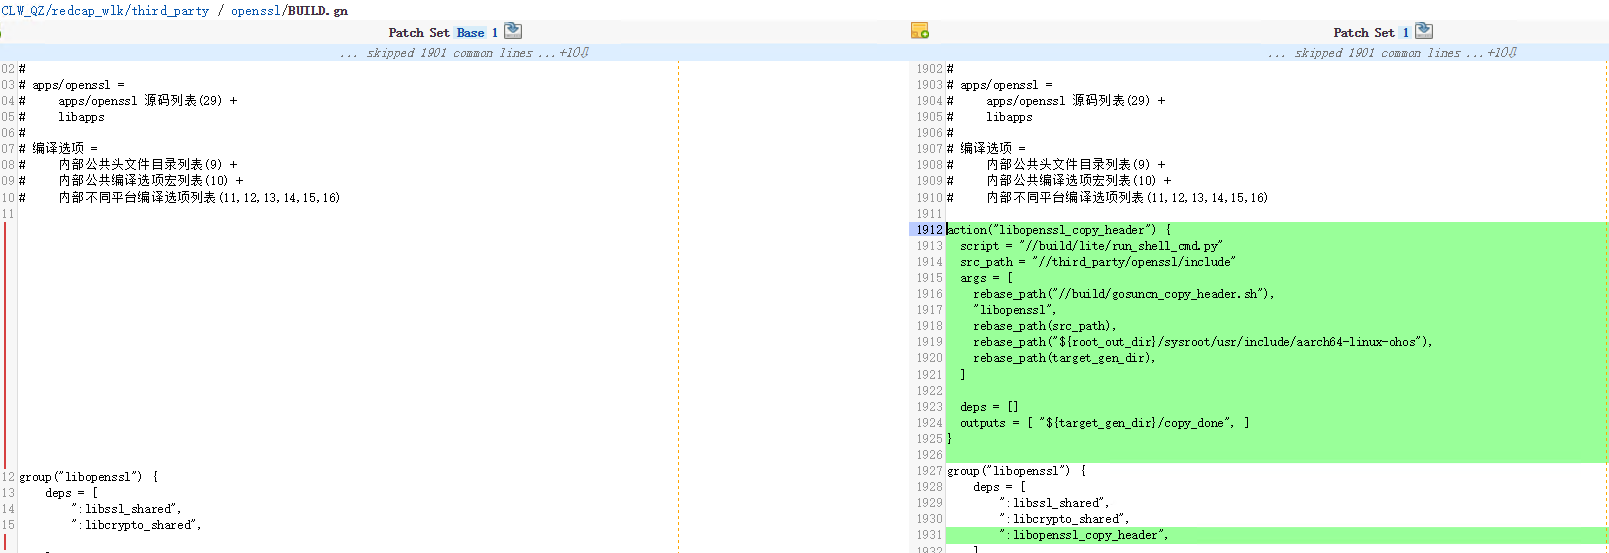 CLW_QZ/redcap_wlk/third_party / openssl/BUILD.gn
Patch Set Base 1
... skipped 1901 common lines ...+10⇩
02 #
03 # apps/openssl =
04 #     apps/openssl 源码列表(29) +
05 #     libapps
06 #
07 # 编译选项 =
08 #     内部公共头文件目录列表(9) +
09 #     内部公共编译选项宏列表(10) +
10 #     内部不同平台编译选项列表(11,12,13,14,15,16)
11
12 group("libopenssl") {
13     deps = [
14         ":libssl_shared",
15         ":libcrypto_shared",
Patch Set 1
... skipped 1901 common lines ...+10⇩
1902 #
1903 # apps/openssl =
1904 #     apps/openssl 源码列表(29) +
1905 #     libapps
1906 #
1907 # 编译选项 =
1908 #     内部公共头文件目录列表(9) +
1909 #     内部公共编译选项宏列表(10) +
1910 #     内部不同平台编译选项列表(11,12,13,14,15,16)
1911
1912 action("libopenssl_copy_header") {
1913   script = "//build/lite/run_shell_cmd.py"
1914   src_path = "//third_party/openssl/include"
1915   args = [
1916     rebase_path("//build/gosuncn_copy_header.sh"),
1917     "libopenssl",
1918     rebase_path(src_path),
1919     rebase_path("${root_out_dir}/sysroot/usr/include/aarch64-linux-ohos"),
1920     rebase_path(target_gen_dir),
1921   ]
1922
1923   deps = []
1924   outputs = [ "${target_gen_dir}/copy_done", ]
1925 }
1926
1927 group("libopenssl") {
1928     deps = [
1929         ":libssl_shared",
1930         ":libcrypto_shared",
1931         ":libopenssl_copy_header",
1932     ]